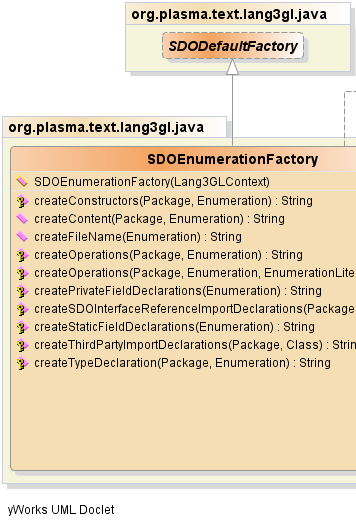 org.plasma.text.lang3gl.java
SDODefaultFactory
org.plasma.text.lang3gl.java
SDOEnumerationFactory
SDOEnumerationFactory(Lang3GLContext)
createConstructors(Package, Enumeration) : String
createContent(Package, Enumeration) : String
createFileName(Enumeration) : String
createOperations(Package, Enumeration) : String
createOperations(Package, Enumeration, EnumerationLite
createPrivateFieldDeclarations(Enumeration) : String
createSDOInterfaceReferenceImportDeclarations(Package
createStaticFieldDeclarations(Enumeration) : String
createThirdPartyImportDeclarations(Package, Class) : Strin
createTypeDeclaration(Package, Enumeration) : String
yWorks UML Doclet